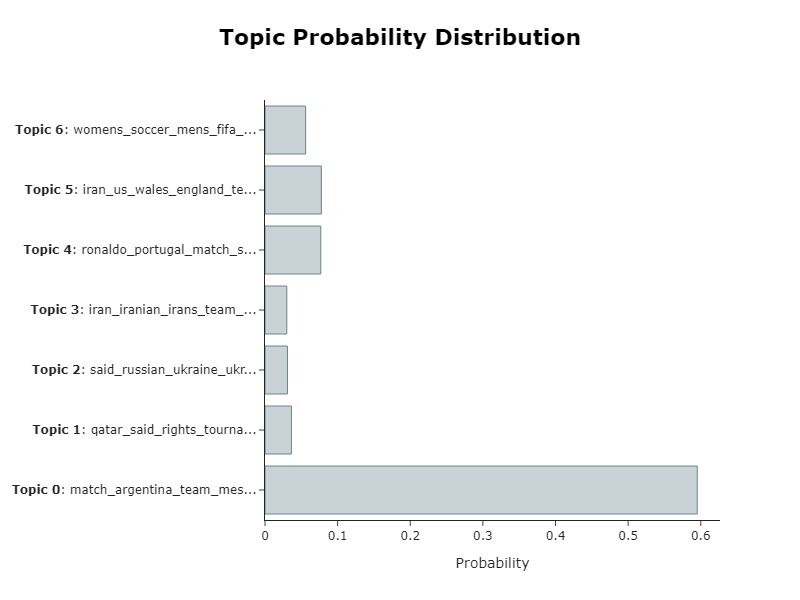 Topic Probability Distribution
Topic 6: womens_soccer_mens_fifa_...
Topic 5: iran_us_wales_england_te...
Topic 4: ronaldo_portugal_match_s...
Topic 3: iran_iranian_irans_team_...
Topic 2: said_russian_ukraine_ukr...
Topic 1: qatar_said_rights_tourna...
Topic 0: match_argentina_team_mes...
0 0.1 0.2 0.3 0.4 0.5 0.6
Probability